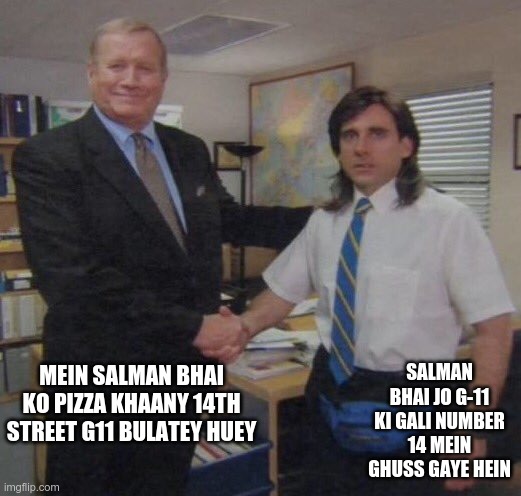 MEIN SALMAN BHAI
KO PIZZA KHAANY 14TH
STREET G11 BULATEY HUEY
SALMAN
BHAI JO G-11
KI GALI NUMBER
14 MEIN
GHUSS GAYE HEIN
imgflip.com